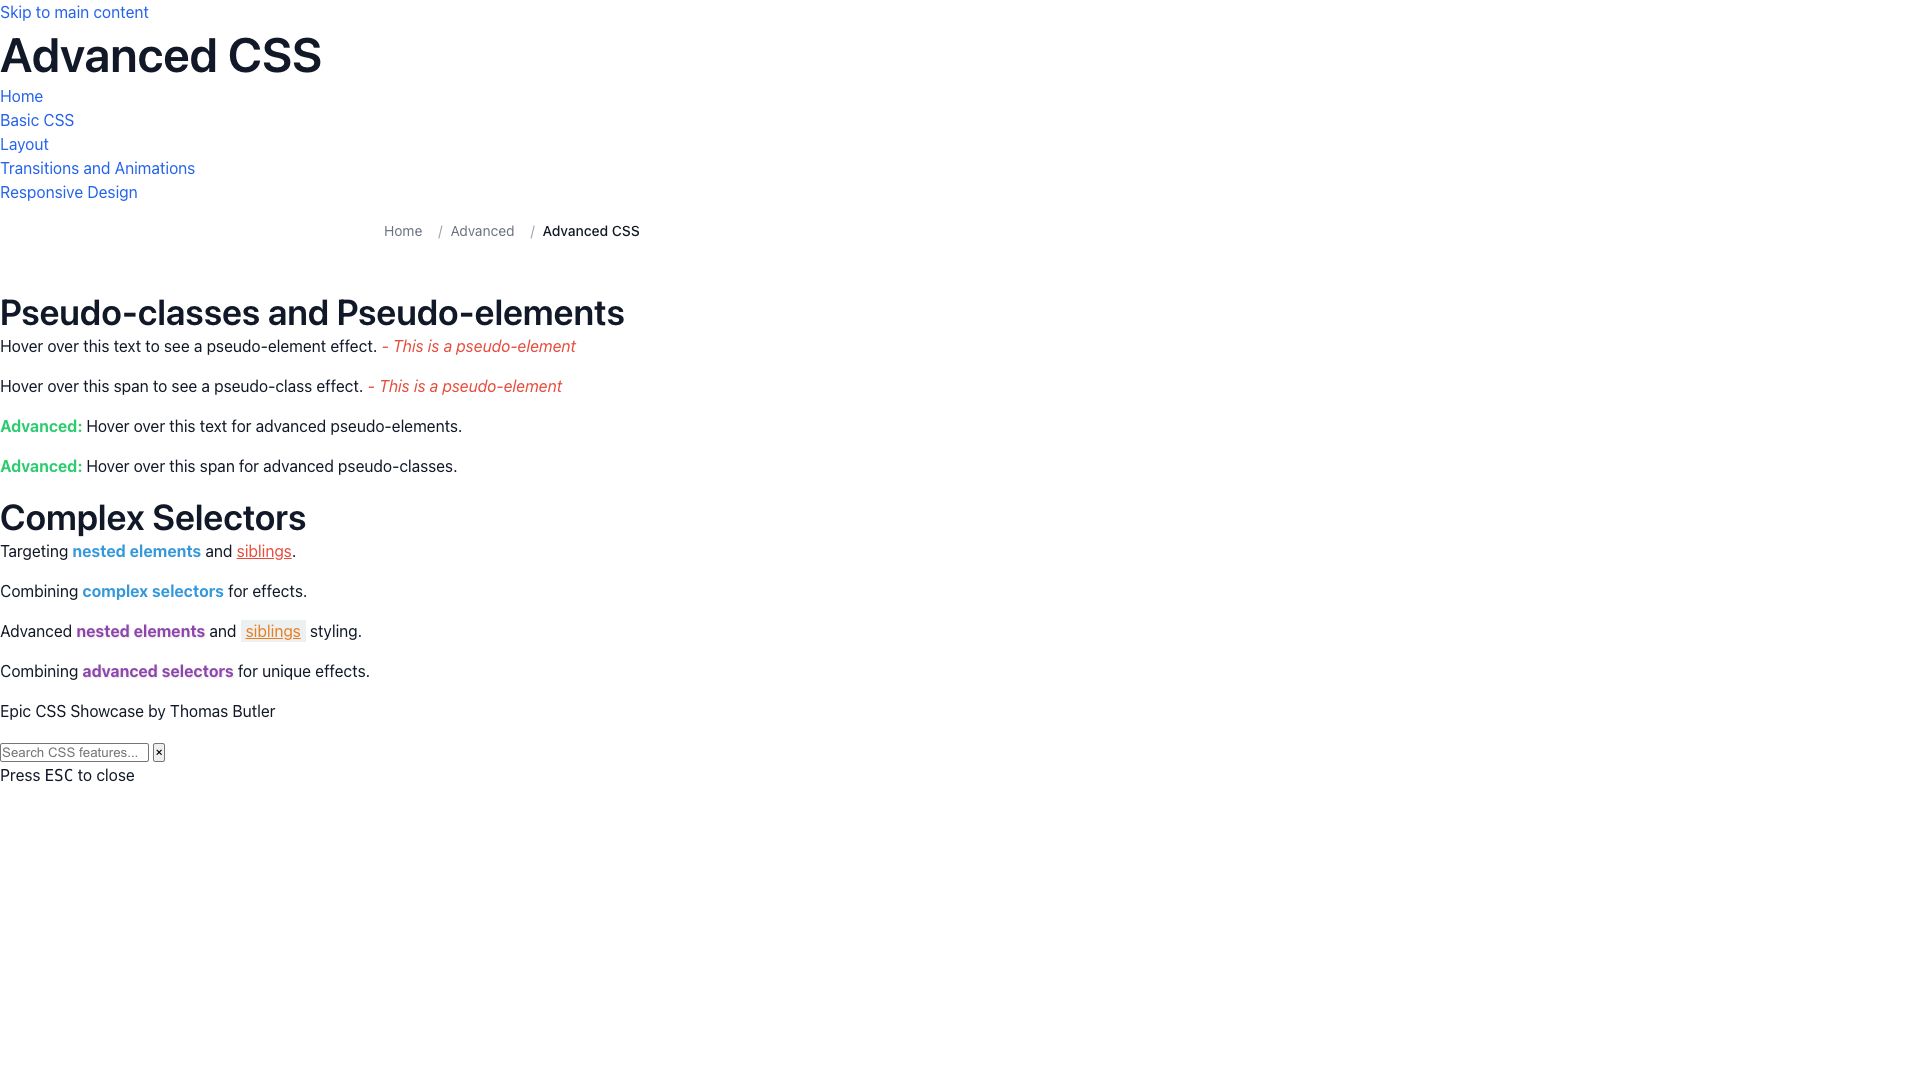 Skip to main content
Advanced CSS
Home
Basic CSS
Layout
Transitions and Animations
Responsive Design
Home / Advanced / Advanced CSS
Pseudo-classes and Pseudo-elements
Hover over this text to see a pseudo-element effect. - This is a pseudo-element
Hover over this span to see a pseudo-class effect. - This is a pseudo-element
Advanced: Hover over this text for advanced pseudo-elements.
Advanced: Hover over this span for advanced pseudo-classes.
Complex Selectors
Targeting nested elements and siblings.
Combining complex selectors for effects.
Advanced nested elements and siblings styling.
Combining advanced selectors for unique effects.
Epic CSS Showcase by Thomas Butler
Search CSS features... ×
Press ESC to close